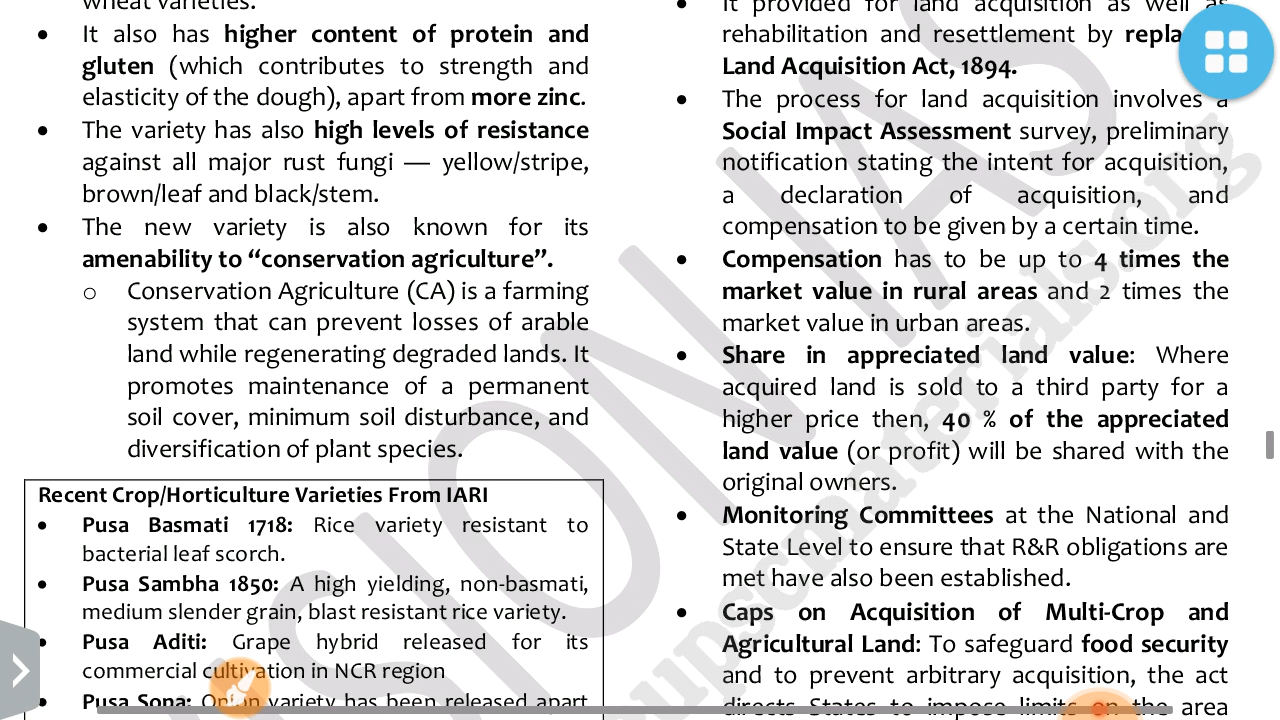 wheat varieties.
• It also has higher content of protein and
gluten (which contributes to strength and
elasticity of the dough), apart from more zinc.
• The variety has also high levels of resistance
against all major rust fungi — yellow/stripe,
brown/leaf and black/stem.
• The new variety is also known for its
amenability to “conservation agriculture”.
o Conservation Agriculture (CA) is a farming
system that can prevent losses of arable
land while regenerating degraded lands. It
promotes maintenance of a permanent
soil cover, minimum soil disturbance, and
diversification of plant species.
Recent Crop/Horticulture Varieties From IARI
• Pusa Basmati 1718: Rice variety resistant to
bacterial leaf scorch.
• Pusa Sambha 1850: A high yielding, non-basmati,
medium slender grain, blast resistant rice variety.
• Pusa Aditi: Grape hybrid released for its
commercial cultivation in NCR region
• Pusa Sona: Onion variety has been released apart
• It provided for land acquisition as well as
rehabilitation and resettlement by
Land Acquisition Act, 1894.
• The process for land acquisition involves a
Social Impact Assessment survey, preliminary
notification stating the intent for acquisition,
a declaration of acquisition, and
compensation to be given by a certain time.
• Compensation has to be up to 4 times the
market value in rural areas and 2 times the
market value in urban areas.
• Share in appreciated land value: Where
acquired land is sold to a third party for a
higher price then, 40 % of the appreciated
land value (or profit) will be shared with the
original owners.
• Monitoring Committees at the National and
State Level to ensure that R&R obligations are
met have also been established.
• Caps on Acquisition of Multi-Crop and
Agricultural Land: To safeguard food security
and to prevent arbitrary acquisition, the act
directs States to impose limits on the area